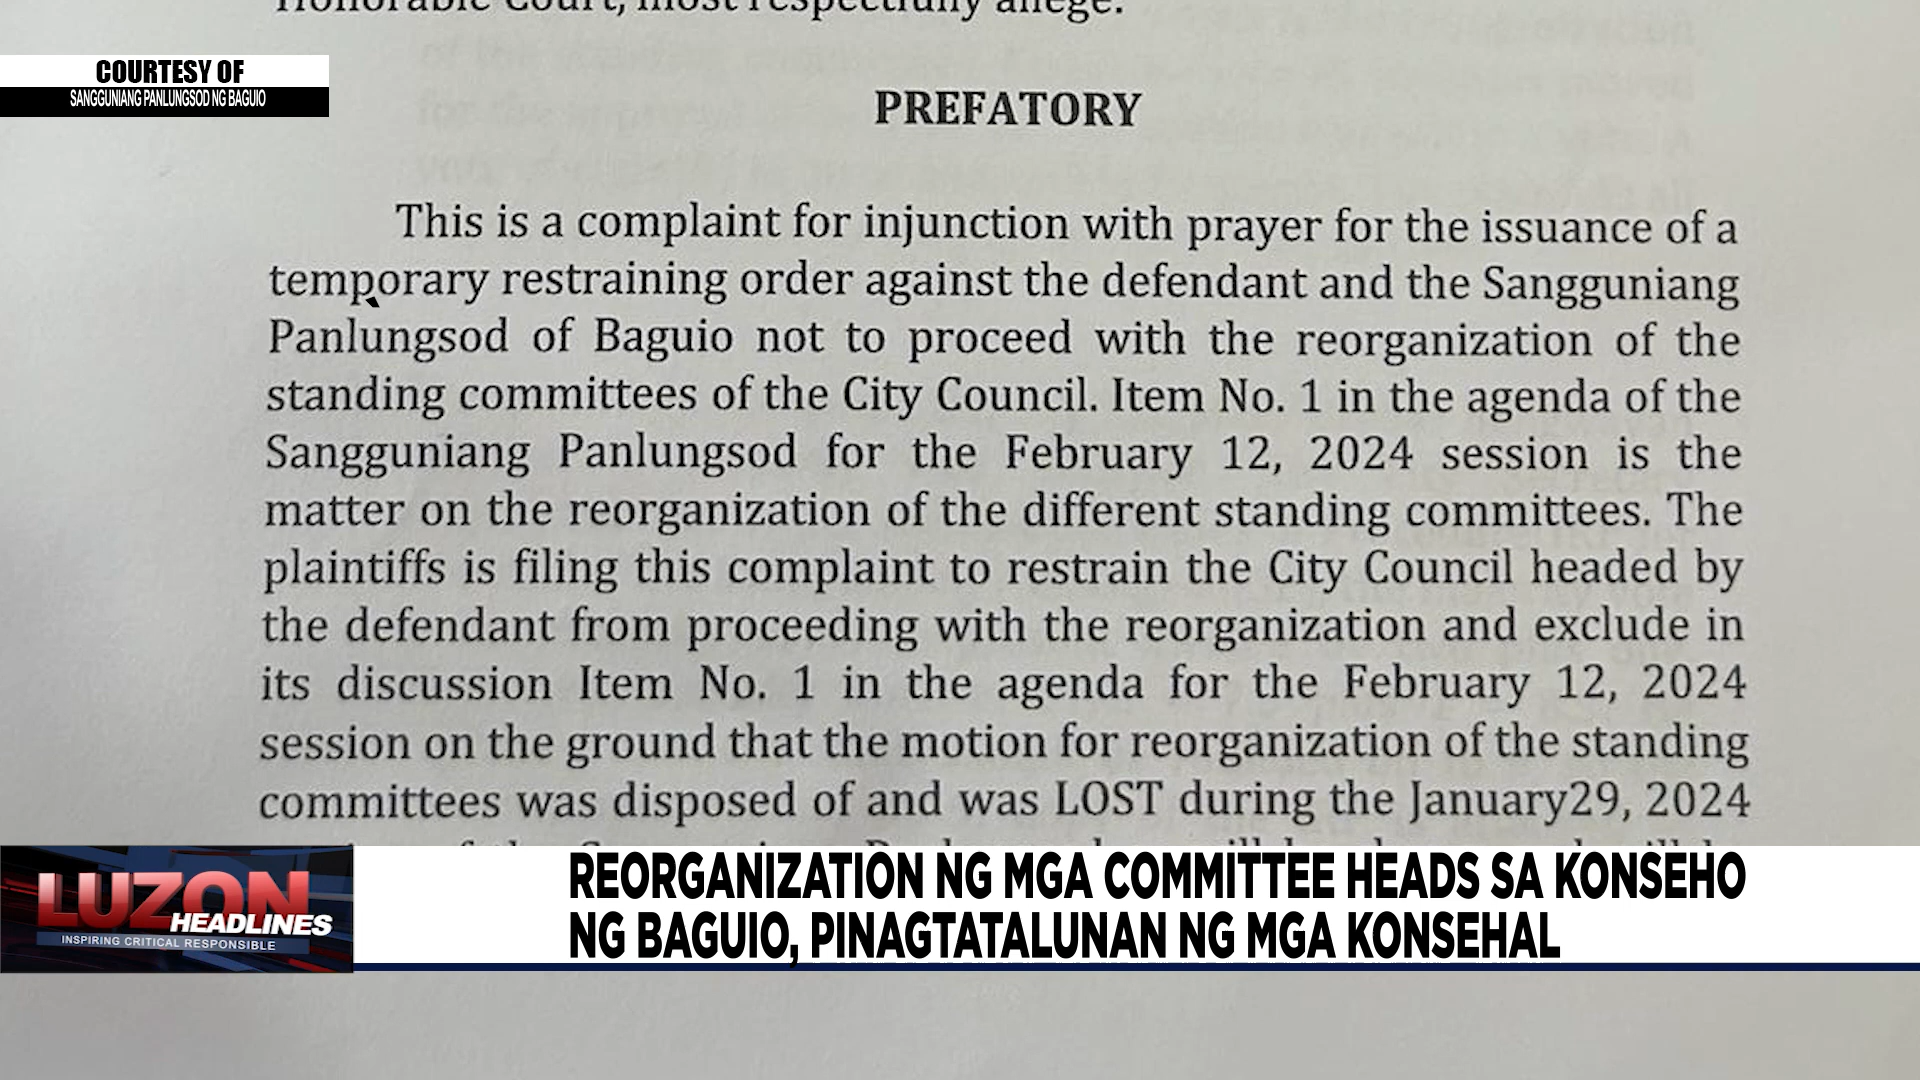 Honorable Court, most respectfully allege:
COURTESY OF
SANGGUNIANG PANLUNGSOD NG BAGUIO
PREFATORY
This is a complaint for injunction with prayer for the issuance of a
temporary restraining order against the defendant and the Sangguniang
Panlungsod of Baguio not to proceed with the reorganization of the
standing committees of the City Council. Item No. 1 in the agenda of the
Sangguniang Panlungsod for the February 12, 2024 session is the
matter on the reorganization of the different standing committees. The
plaintiffs is filing this complaint to restrain the City Council headed by
the defendant from proceeding with the reorganization and exclude in
its discussion Item No. 1 in the agenda for the February 12, 2024
session on the ground that the motion for reorganization of the standing
committees was disposed of and was LOST during the January29, 2024
LUZON
HEADLINES
INSPIRING CRITICAL RESPONSIBLE
REORGANIZATION NG MGA COMMITTEE HEADS SA KONSEHO
NG BAGUIO, PINAGTATALUNAN NG MGA KONSEHAL